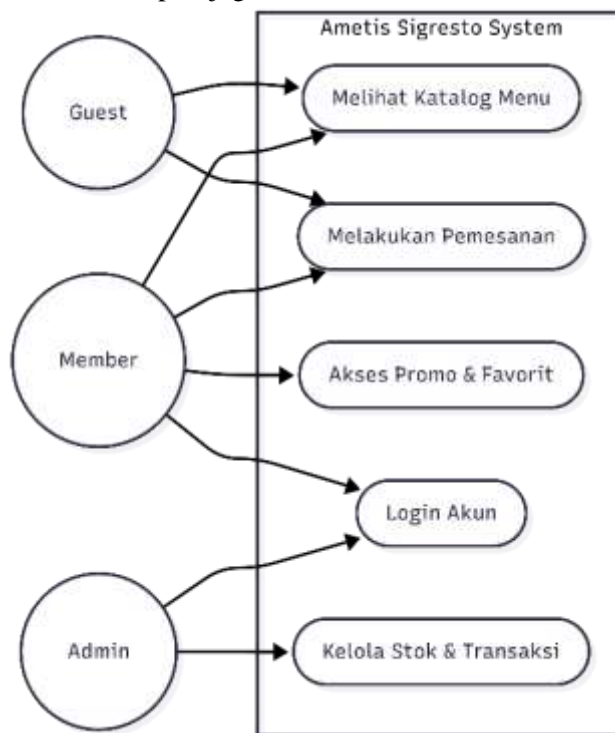 Ametis Sigresto System
Guest
Melihat Katalog Menu
Melakukan Pemesanan
Member
Akses Promo & Favorit
Login Akun
Admin
Kelola Stok & Transaksi